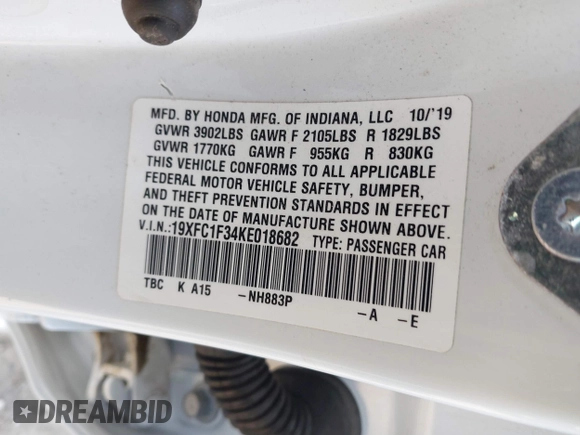 MFD. BY HONDA MFG. OF INDIANA, LLC 10/'19
GVWR 3902LBS GAWR F 2105LBS R 1829LBS
GVWR 1770KG GAWR F 955KG R 830KG
THIS VEHICLE CONFORMS TO ALL APPLICABLE
FEDERAL MOTOR VEHICLE SAFETY, BUMPER,
AND THEFT PREVENTION STANDARDS IN EFFECT
ON THE DATE OF MANUFACTURE SHOWN ABOVE.
V.I.N.:19XFC1F34KE018682 TYPE: PASSENGER CAR
TBC K A15 -NH883P -A -E
DREAMBID